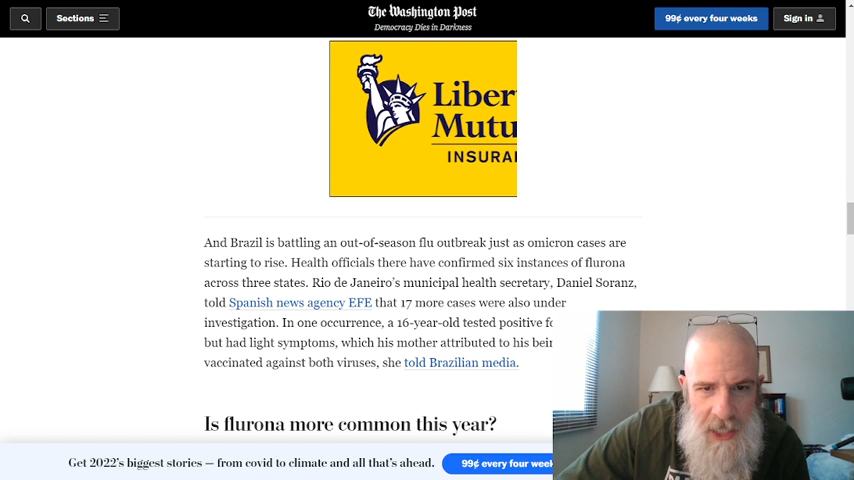 Sections
The Washington Post
Democracy Dies in Darkness
99¢ every four weeks
Sign in
Liber
Mutu
INSURA
And Brazil is battling an out-of-season flu outbreak just as omicron cases are
starting to rise. Health officials there have confirmed six instances of flurona
across three states. Rio de Janeiro's municipal health secretary, Daniel Soranz,
told Spanish news agency EFE that 17 more cases were also under
investigation. In one occurrence, a 16-year-old tested positive fo
but had light symptoms, which his mother attributed to his bein
vaccinated against both viruses, she told Brazilian media.
Is flurona more common this year?
Get 2022's biggest stories — from covid to climate and all that's ahead.
99¢ every four week